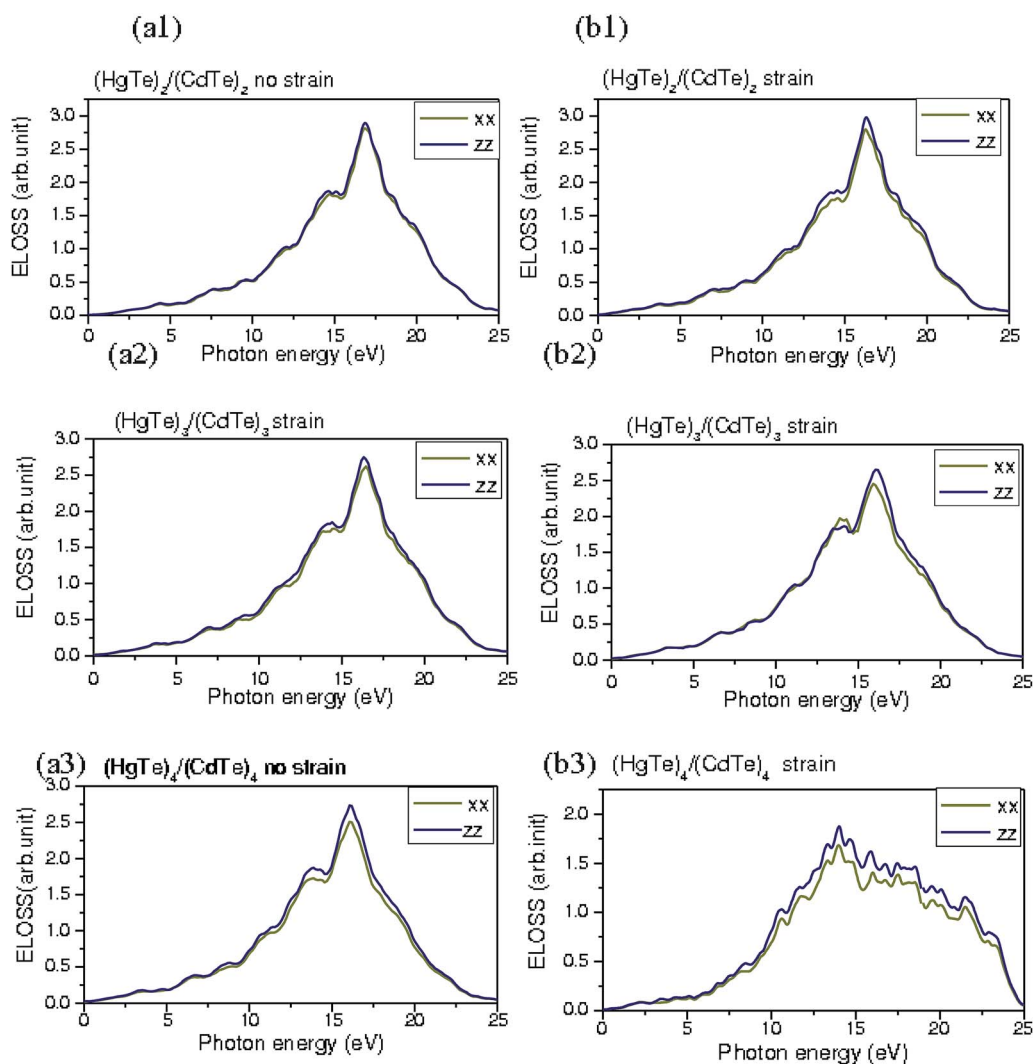 (a1)
(HgTe)₂/(CdTe)₂ no strain
ELOSS (arb.unit)
3.0
2.5
2.0
1.5
1.0
0.5
0.0
xx
zz
0 5 10 15 20 25
Photon energy (eV)
(b1)
(HgTe)₂/(CdTe)₂ strain
ELOSS (arb.unit)
3.0
2.5
2.0
1.5
1.0
0.5
0.0
xx
zz
0 5 10 15 20 25
Photon energy (eV)
(a2)
(HgTe)₃/(CdTe)₃ strain
ELOSS (arb.unit)
3.0
2.5
2.0
1.5
1.0
0.5
0.0
xx
zz
0 5 10 15 20 25
Photon energy (eV)
(b2)
(HgTe)₃/(CdTe)₃ strain
ELOSS (arb.unit)
3.0
2.5
2.0
1.5
1.0
0.5
0.0
xx
zz
0 5 10 15 20 25
Photon energy (eV)
(a3)
(HgTe)₄/(CdTe)₄ no strain
ELOSS(arb.unit)
3.0
2.5
2.0
1.5
1.0
0.5
0.0
xx
zz
0 5 10 15 20 25
Photon energy (eV)
(b3)
(HgTe)₄/(CdTe)₄ strain
ELOSS (arb.init)
2.0
1.5
1.0
0.5
0.0
xx
zz
0 5 10 15 20 25
Photon energy (eV)